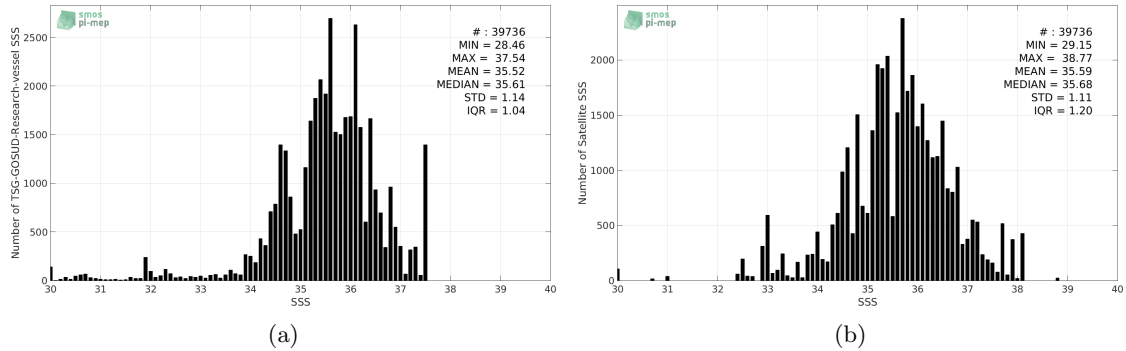 smos
pi-mep
# : 39736
MIN = 28.46
MAX = 37.54
MEAN = 35.52
MEDIAN = 35.61
STD = 1.14
IQR = 1.04
Number of TSG-GOSUD-Research-vessel SSS
2500
2000
1500
1000
500
0
30 31 32 33 34 35 36 37 38 39 40
SSS
(a)
smos
pi-mep
# : 39736
MIN = 29.15
MAX = 38.77
MEAN = 35.59
MEDIAN = 35.68
STD = 1.11
IQR = 1.20
Number of Satellite SSS
2000
1500
1000
500
0
30 31 32 33 34 35 36 37 38 39 40
SSS
(b)